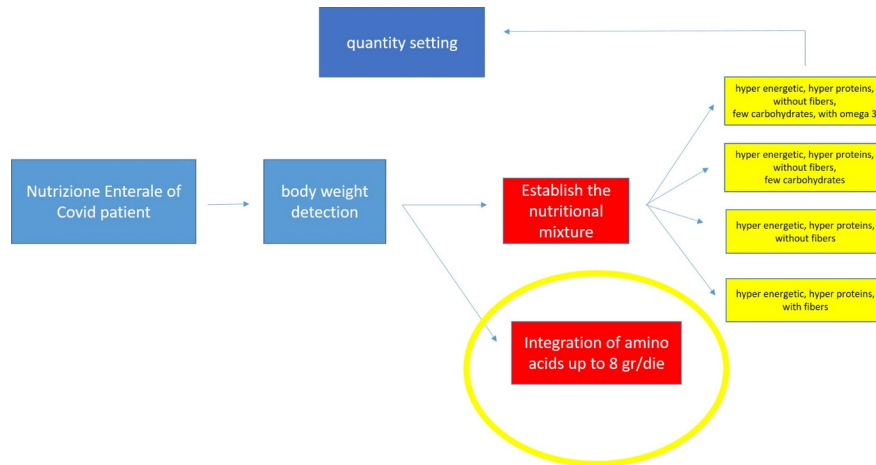 quantity setting
Nutrizione Enterale of
Covid patient
body weight
detection
Establish the
nutritional
mixture
Integration of amino
acids up to 8 gr/die
hyper energetic, hyper proteins,
without fibers,
few carbohydrates, with omega 3
hyper energetic, hyper proteins,
without fibers,
few carbohydrates
hyper energetic, hyper proteins,
without fibers
hyper energetic, hyper proteins,
with fibers